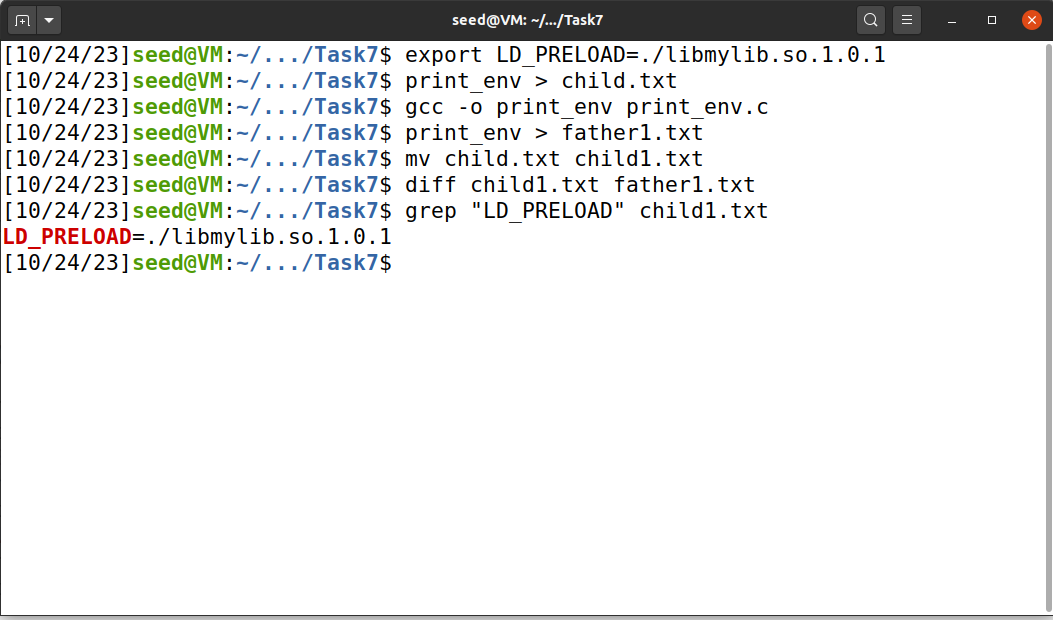 seed@VM: ~/.../Task7
[10/24/23]seed@VM:~/.../Task7$ export LD_PRELOAD=./libmylib.so.1.0.1
[10/24/23]seed@VM:~/.../Task7$ print_env > child.txt
[10/24/23]seed@VM:~/.../Task7$ gcc -o print_env print_env.c
[10/24/23]seed@VM:~/.../Task7$ print_env > father1.txt
[10/24/23]seed@VM:~/.../Task7$ mv child.txt child1.txt
[10/24/23]seed@VM:~/.../Task7$ diff child1.txt father1.txt
[10/24/23]seed@VM:~/.../Task7$ grep "LD_PRELOAD" child1.txt
LD_PRELOAD=./libmylib.so.1.0.1
[10/24/23]seed@VM:~/.../Task7$